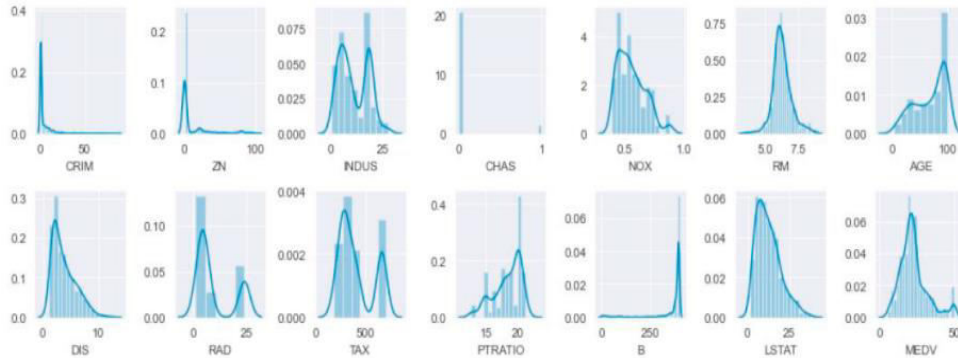 0.4 0.2 0.075 20 4 0.75 0.03
0.2 0.1 0.050 15 2 0.50 0.02
0.0 0.0 0.025 10 0 0.25 0.01
0.000 5 0.00 0.00
0
0 50 0 100 0 25 0 1 0.5 1.0 5.0 7.5 0 100
CRIM ZN INDUS CHAS NOX RM AGE
0.3 0.10 0.004 0.4 0.06 0.06 0.06
0.2 0.05 0.002 0.2 0.04 0.04 0.04
0.1 0.00 0.000 0.0 0.02 0.02 0.02
0.0 0.00 0.00 0.00
0 10 0 25 0 500 15 20 0 250 0 25 0 50
DIS RAD TAX PTRATIO B LSTAT MEDV